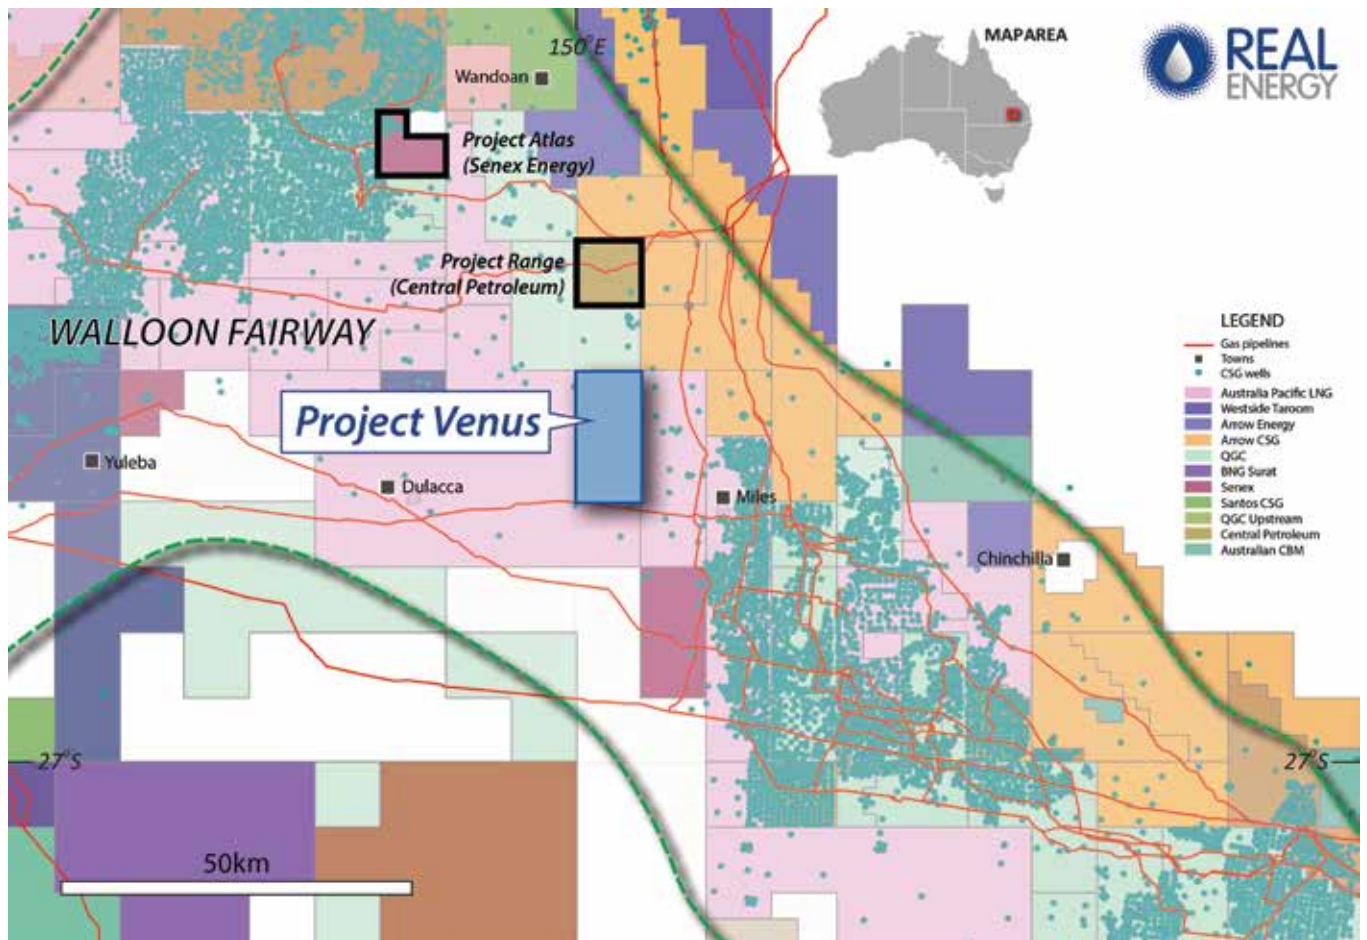 150°E
MAPAREA
REAL
ENERGY
Wandoan
Project Atlas
(Senex Energy)
Project Range
(Central Petroleum)
WALLOON FAIRWAY
LEGEND
Gas pipelines
Towns
CSG wells
Australia Pacific LNG
Westside Taroom
Arrow Energy
Arrow CSG
QGC
BNG Surat
Senex
Santos CSG
QGC Upstream
Central Petroleum
Australian CBM
Project Venus
Yuleba
Dulacca
Miles
Chinchilla
27°S
27°S
50km